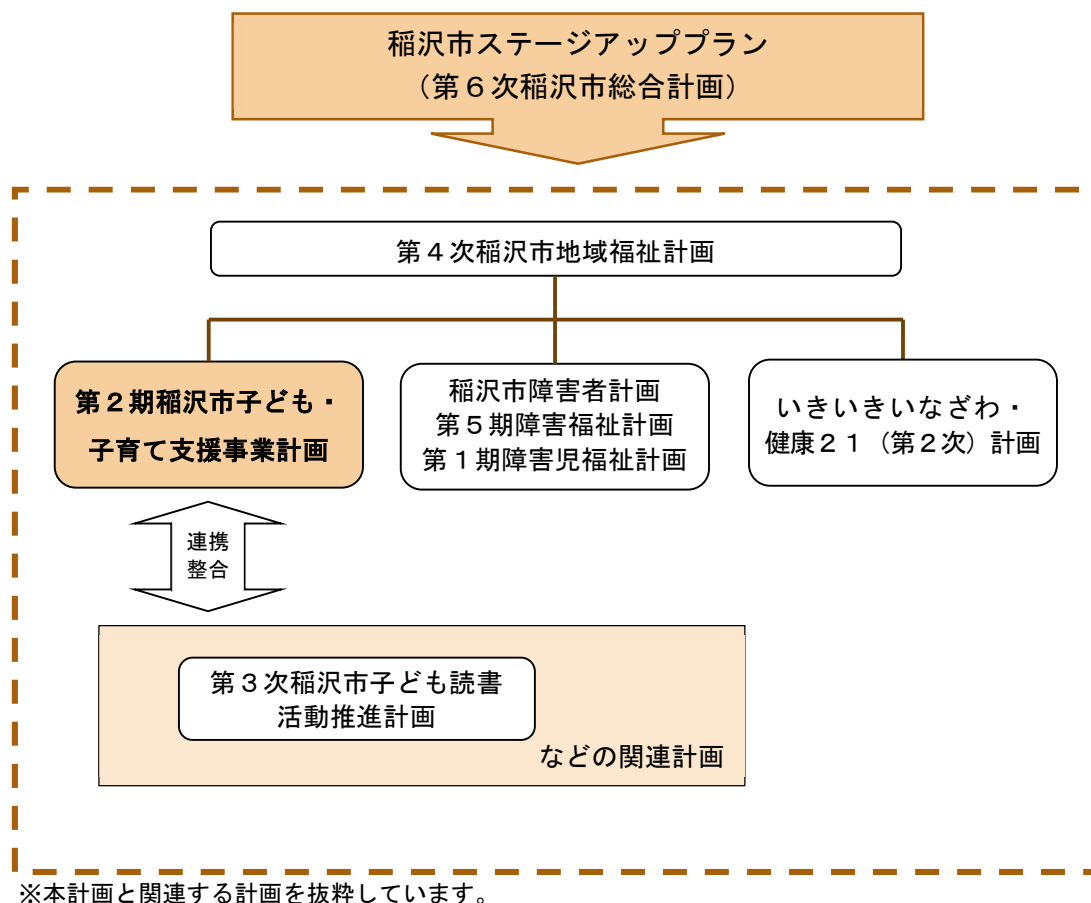 稲沢市ステージアッププラン
（第６次稲沢市総合計画）
第４次稲沢市地域福祉計画
第２期稲沢市子ども・
子育て支援事業計画
稲沢市障害者計画
第５期障害福祉計画
第１期障害児福祉計画
いきいきいなざわ・
健康２１（第２次）計画
連携
整合
第３次稲沢市子ども読書
活動推進計画
などの関連計画
※本計画と関連する計画を抜粋しています。